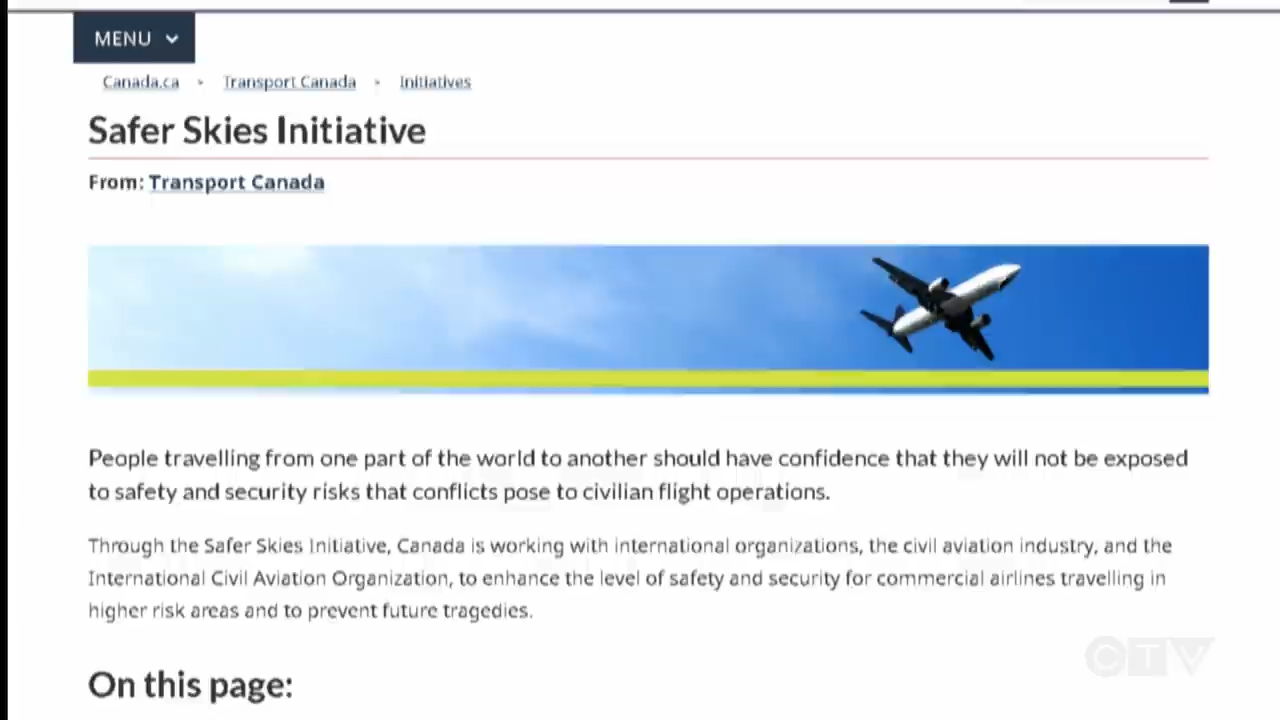 MENU
Canada.ca > Transport Canada > Initiatives
Safer Skies Initiative
From: Transport Canada
People travelling from one part of the world to another should have confidence that they will not be exposed
to safety and security risks that conflicts pose to civilian flight operations.
Through the Safer Skies Initiative, Canada is working with international organizations, the civil aviation industry, and the
International Civil Aviation Organization, to enhance the level of safety and security for commercial airlines travelling in
higher risk areas and to prevent future tragedies.
CTV
On this page: